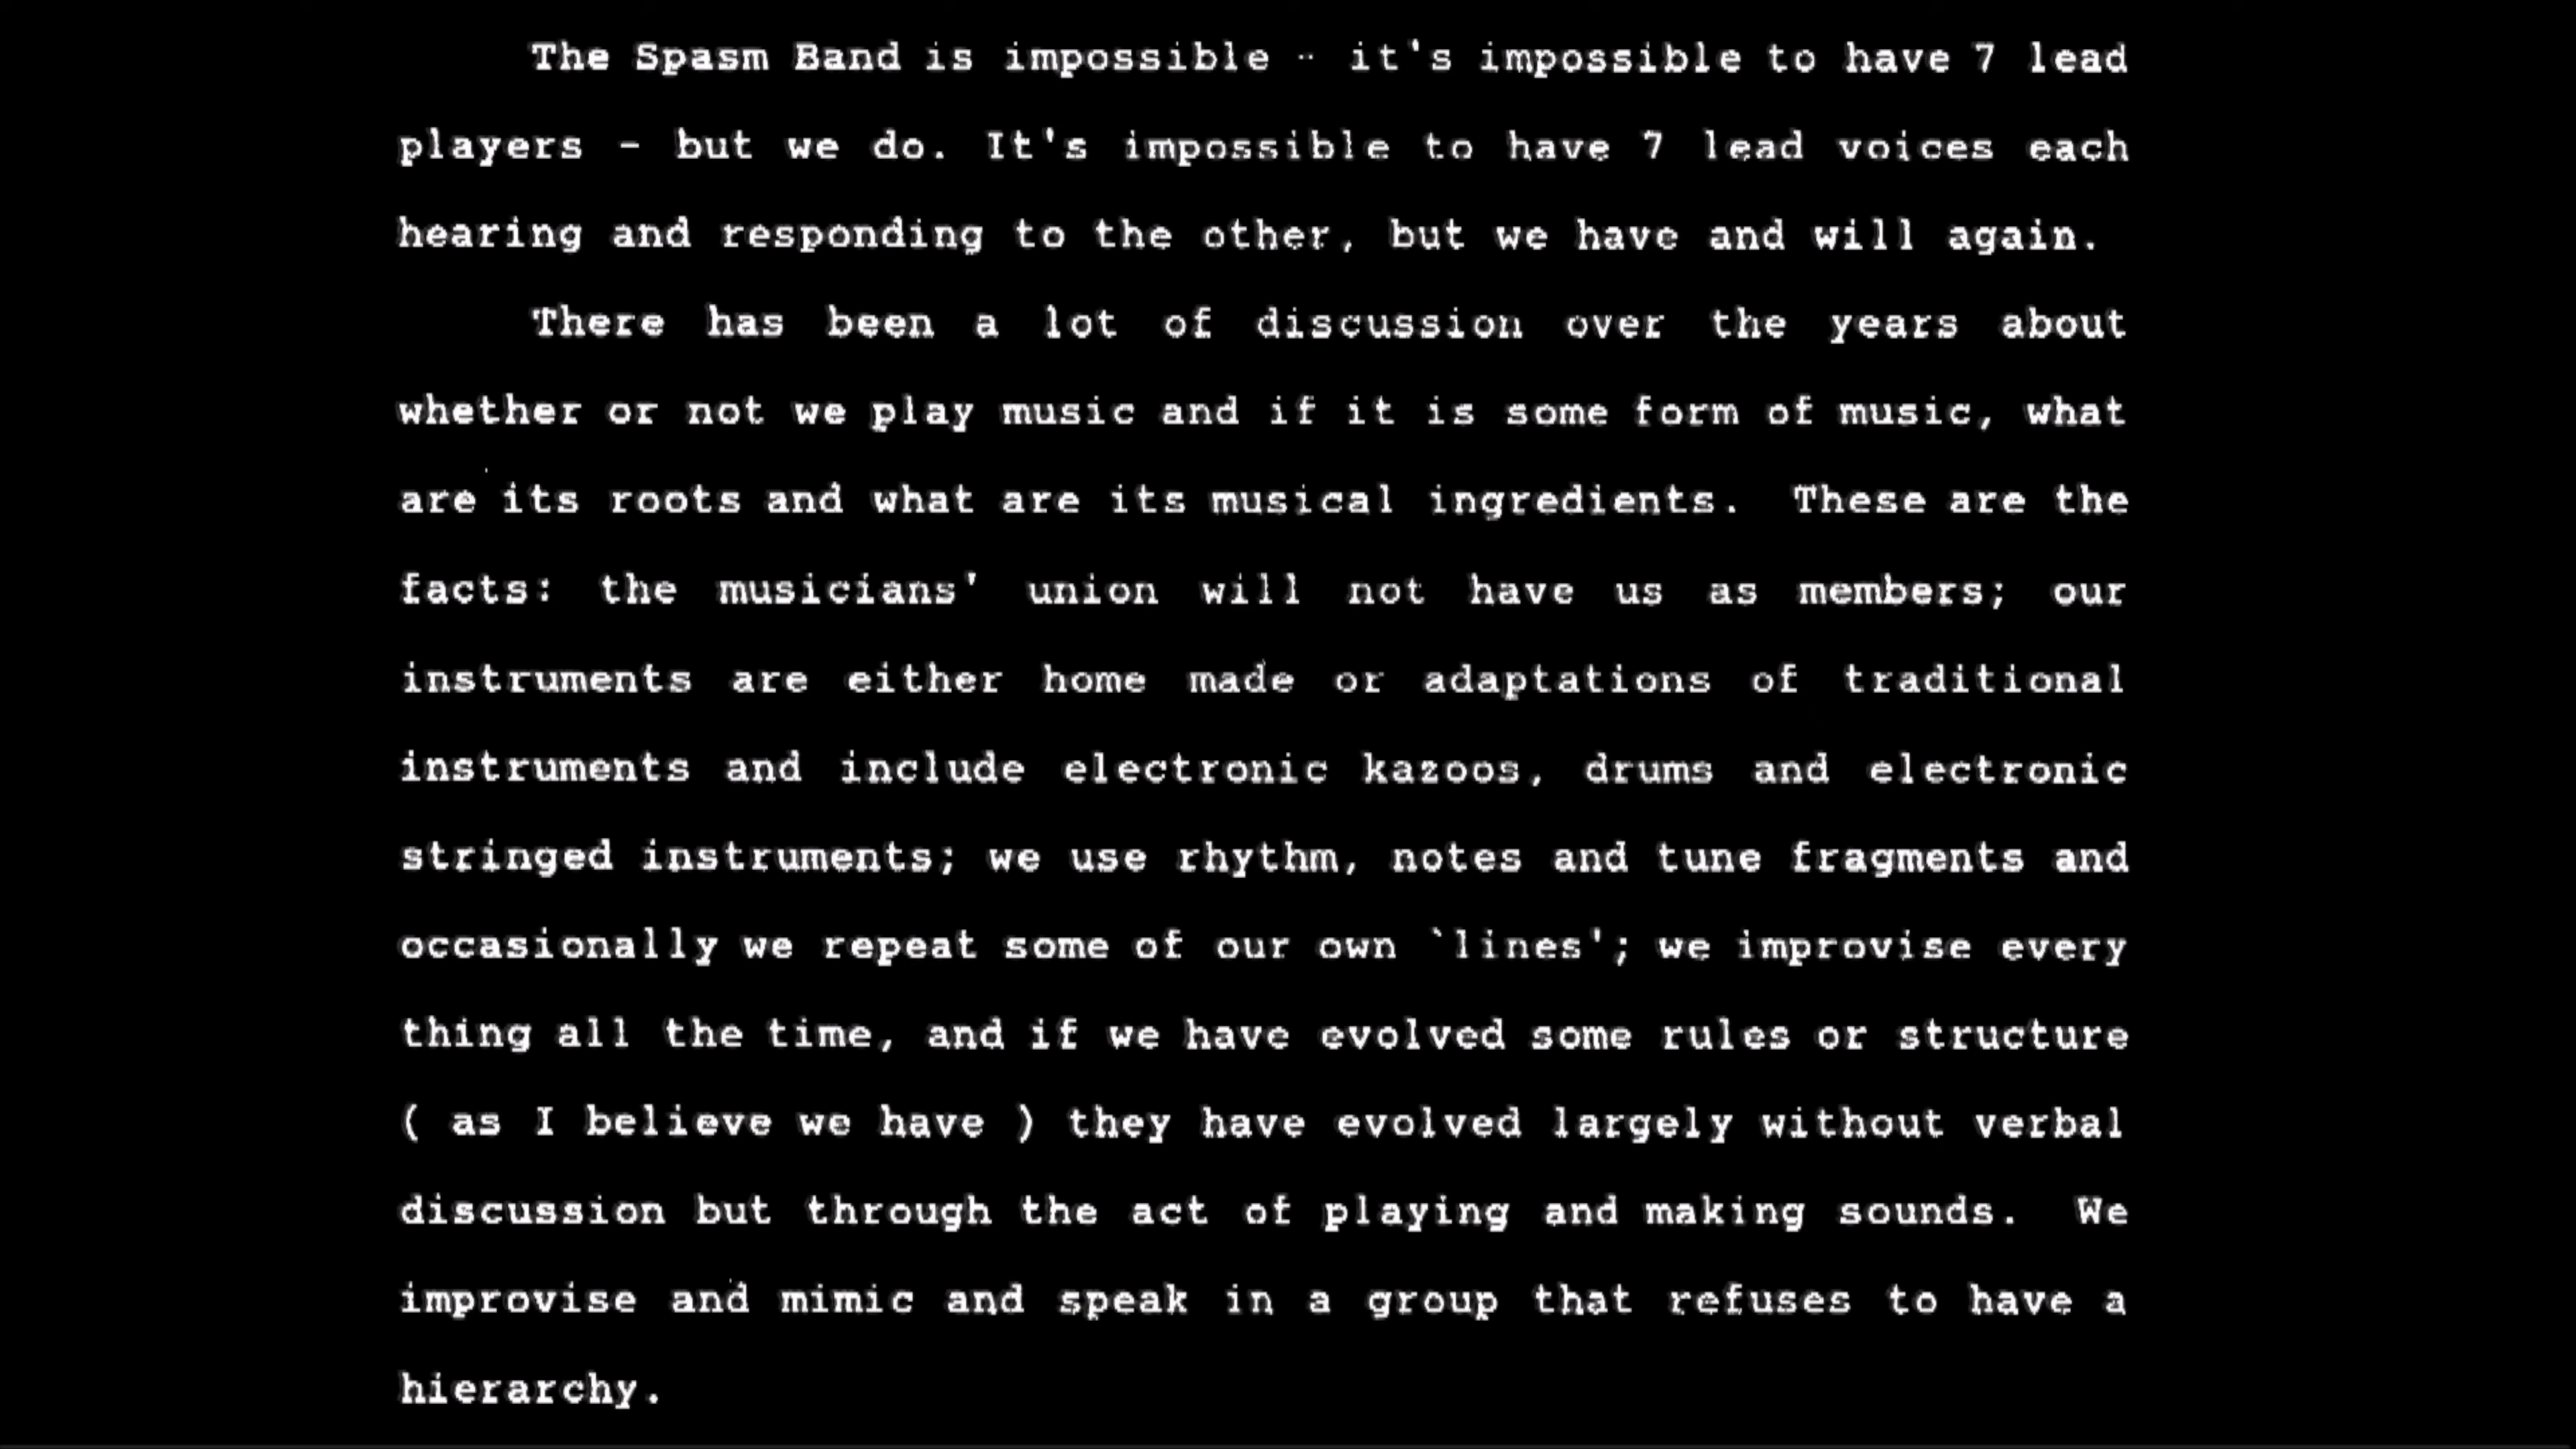 The Spasm Band is impossible - it's impossible to have 7 lead
players - but we do. It's impossible to have 7 lead voices each
hearing and responding to the other, but we have and will again.
There has been a lot of discussion over the years about
whether or not we play music and if it is some form of music, what
are its roots and what are its musical ingredients. These are the
facts: the musicians' union will not have us as members; our
instruments are either home made or adaptations of traditional
instruments and include electronic kazoos, drums and electronic
stringed instruments; we use rhythm, notes and tune fragments and
occasionally we repeat some of our own `lines'; we improvise every
thing all the time, and if we have evolved some rules or structure
( as I believe we have ) they have evolved largely without verbal
discussion but through the act of playing and making sounds. We
improvise and mimic and speak in a group that refuses to have a
hierarchy.